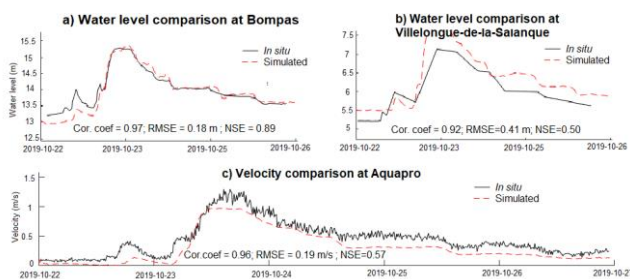 a) Water level comparison at Bompas
Water level (m)
15.5
15
14.5
14
13.5
13
12.5
In situ
Simulated
Cor. coef = 0.97, RMSE = 0.18 m ; NSE = 0.89
2019-10-22
2019-10-23
2019-10-25
2019-10-26
b) Water level comparison at
Villelongue-de-la-Salanque
7
6.5
6
5.5
5
In situ
Simulated
Cor. coef = 0.92; RMSE=0.41 m; NSE=0.50
2019-10-22
2019-10-23
2019-10-25
2019-10-26
c) Velocity comparison at Aquapro
Velocity (m/s)
1
0.5
0
In situ
Simulated
Cor.coef = 0.96; RMSE = 0.19 m/s ; NSE=0.57
2019-10-22
2019-10-23
2019-10-24
2019-10-25
2019-10-26
2019-10-2